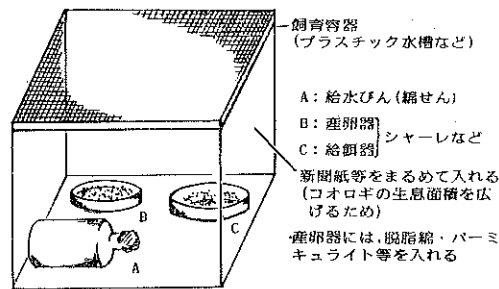 飼育容器
(プラスチック水槽など)
A:給水びん(綿せん)
B:産卵器
C:給餌器
シャーレなど
新聞紙等をまるめて入れる
(コオロギの生息面積を広
げるため)
産卵器には,脱脂綿・バーミ
キュライト等を入れる
B
C
A